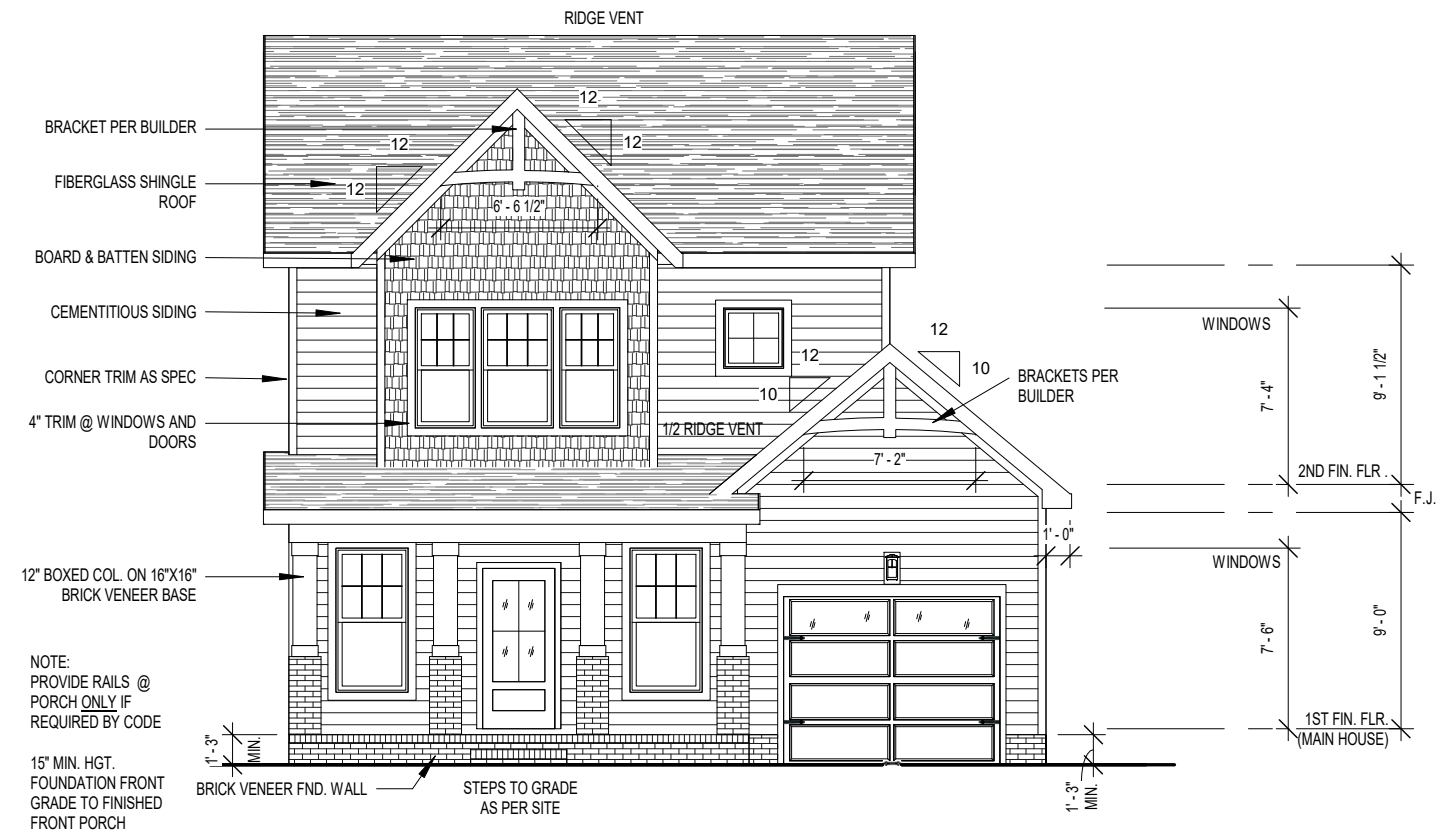 RIDGE VENT
BRACKET PER BUILDER
FIBERGLASS SHINGLE
ROOF
BOARD & BATTEN SIDING
CEMENTITIOUS SIDING
CORNER TRIM AS SPEC
4" TRIM @ WINDOWS AND
DOORS
12" BOXED COL. ON 16"X16"
BRICK VENEER BASE
NOTE:
PROVIDE RAILS @
PORCH ONLY IF
REQUIRED BY CODE
15" MIN. HGT.
FOUNDATION FRONT
GRADE TO FINISHED
FRONT PORCH
1' - 3"
MIN.
BRICK VENEER FND. WALL
STEPS TO GRADE
AS PER SITE
12
12
12
12
6' - 6 1/2"
1/2 RIDGE VENT
12
10
12
10
BRACKETS PER
BUILDER
7' - 2"
1' - 0"
WINDOWS
7' - 4"
9' - 1 1/2"
2ND FIN. FLR .
F.J.
WINDOWS
7' - 6"
9' - 0"
1ST FIN. FLR.
(MAIN HOUSE)
1' - 3"
MIN.